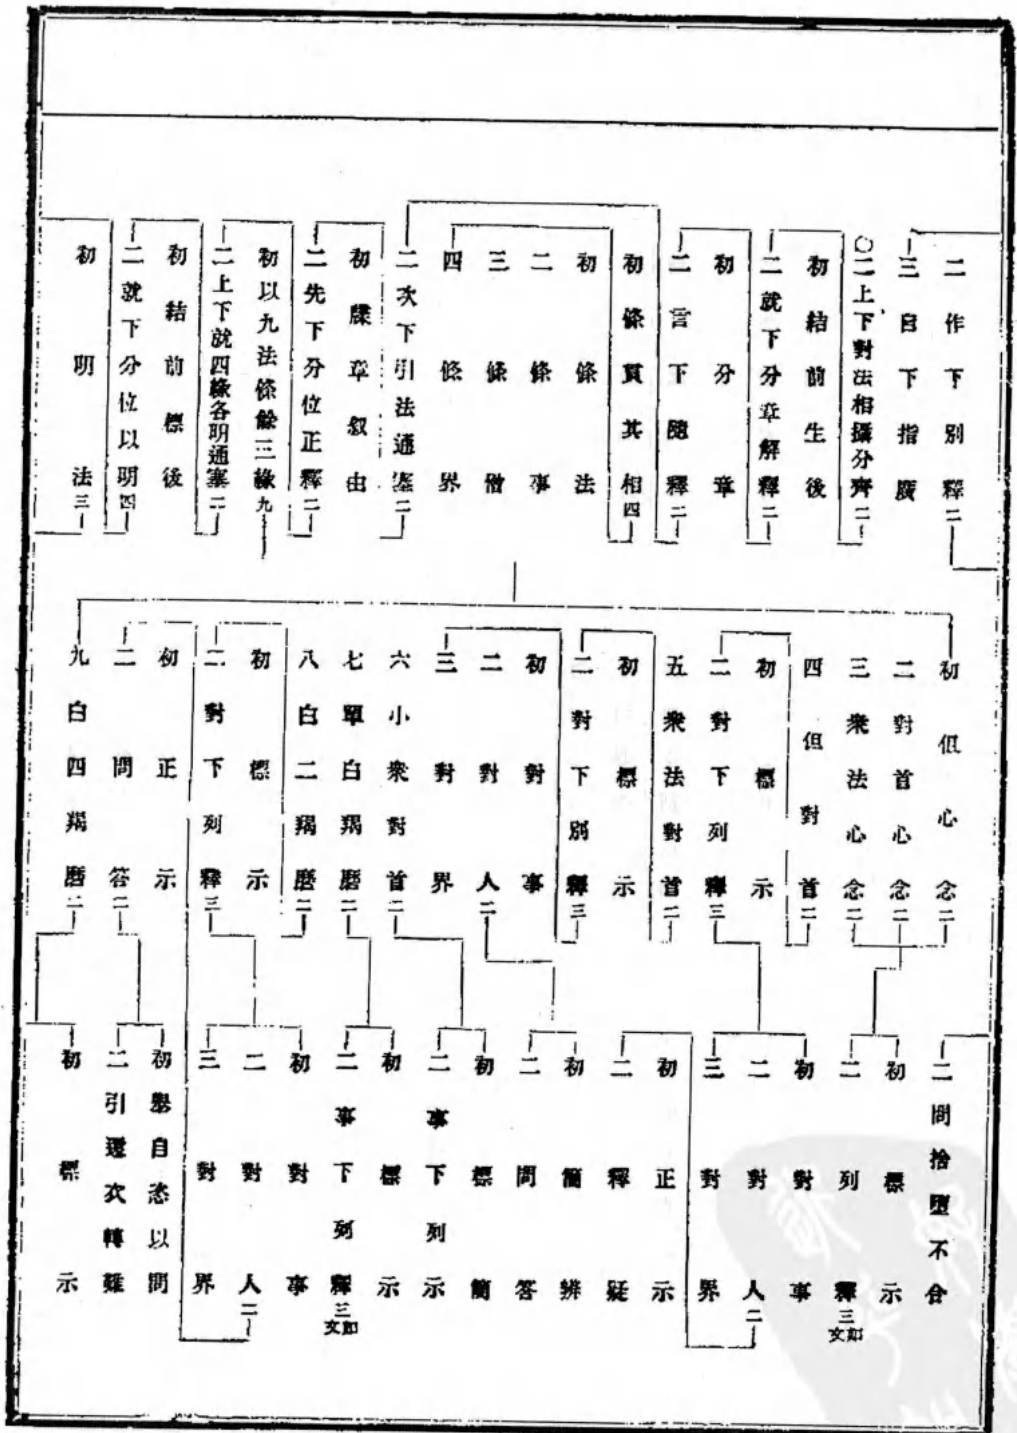 二作下別釋二
三自下指廣
○二上下對法相攝分齊二
初結前生後
二就下分章解釋二
初分章
二言下隨釋二
初條貫其相四
初條法
二條事
三條僧
四條界
二次下引法通塞二
初牒章叙由
二先下分位正釋二
初以九法條餘三緣九
二上下就四緣各明通塞二
初結前標後
二就下分位以明四
初明法三
初但心念二
二對首心念二
三衆法心念二
四但對首二
初標示
二對下列釋三
五衆法對首二
初標示
二對下別釋三
初對事
二對人二
三對界
六小衆對首二
七單白羯磨二
八白二羯磨二
初標示
二對下列釋三
初正示
二問答二
九白四羯磨二
二問捨墮不合
初標示
二列釋三如文
初對事
二對人二
三對界
初正示
二釋疑
初簡辨
二問答
初標簡
二事下列示
初標示
二事下列釋三如文
初對事
二對人二
三對界
初懇自恣以問
二引還衣轉難
初標示